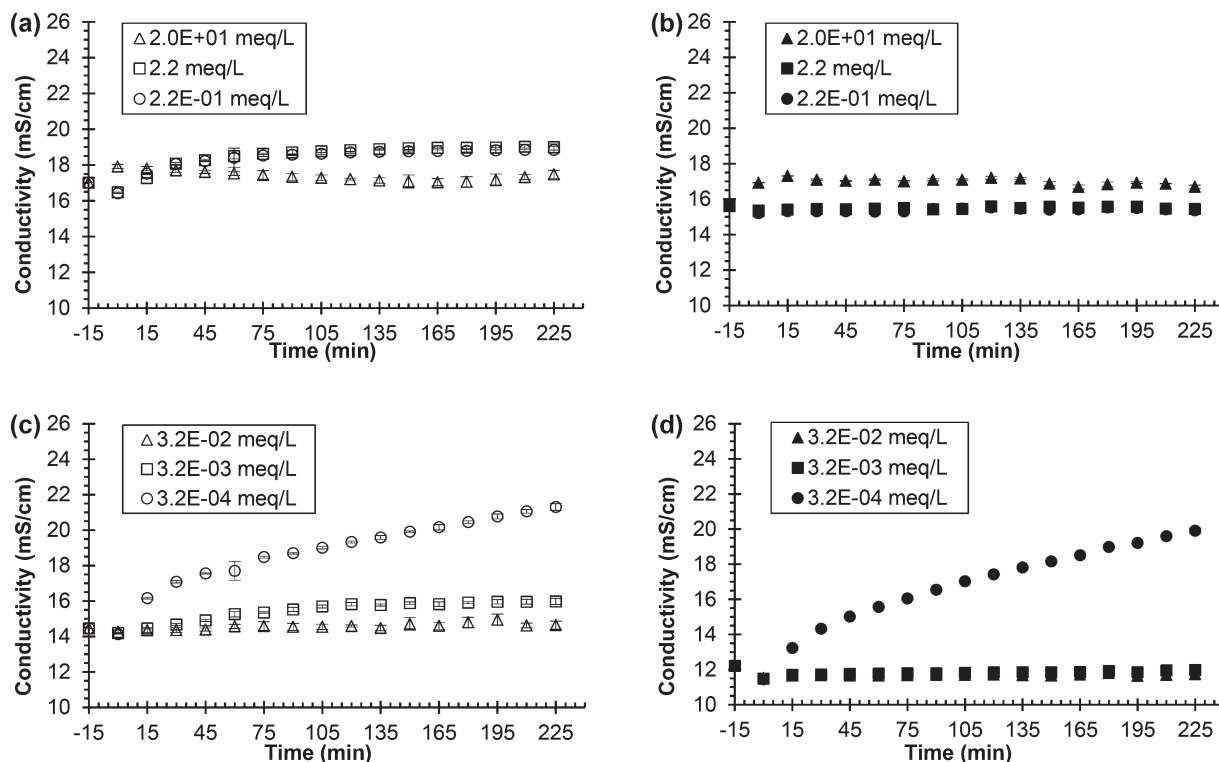 (a)
Conductivity (mS/cm)
26
24
22
20
18
16
14
12
10
2.0E+01 meq/L
2.2 meq/L
2.2E-01 meq/L
-15 15 45 75 105 135 165 195 225
Time (min)
(b)
Conductivity (mS/cm)
26
24
22
20
18
16
14
12
10
2.0E+01 meq/L
2.2 meq/L
2.2E-01 meq/L
-15 15 45 75 105 135 165 195 225
Time (min)
(c)
Conductivity (mS/cm)
26
24
22
20
18
16
14
12
10
3.2E-02 meq/L
3.2E-03 meq/L
3.2E-04 meq/L
-15 15 45 75 105 135 165 195 225
Time (min)
(d)
Conductivity (mS/cm)
26
24
22
20
18
16
14
12
10
3.2E-02 meq/L
3.2E-03 meq/L
3.2E-04 meq/L
-15 15 45 75 105 135 165 195 225
Time (min)